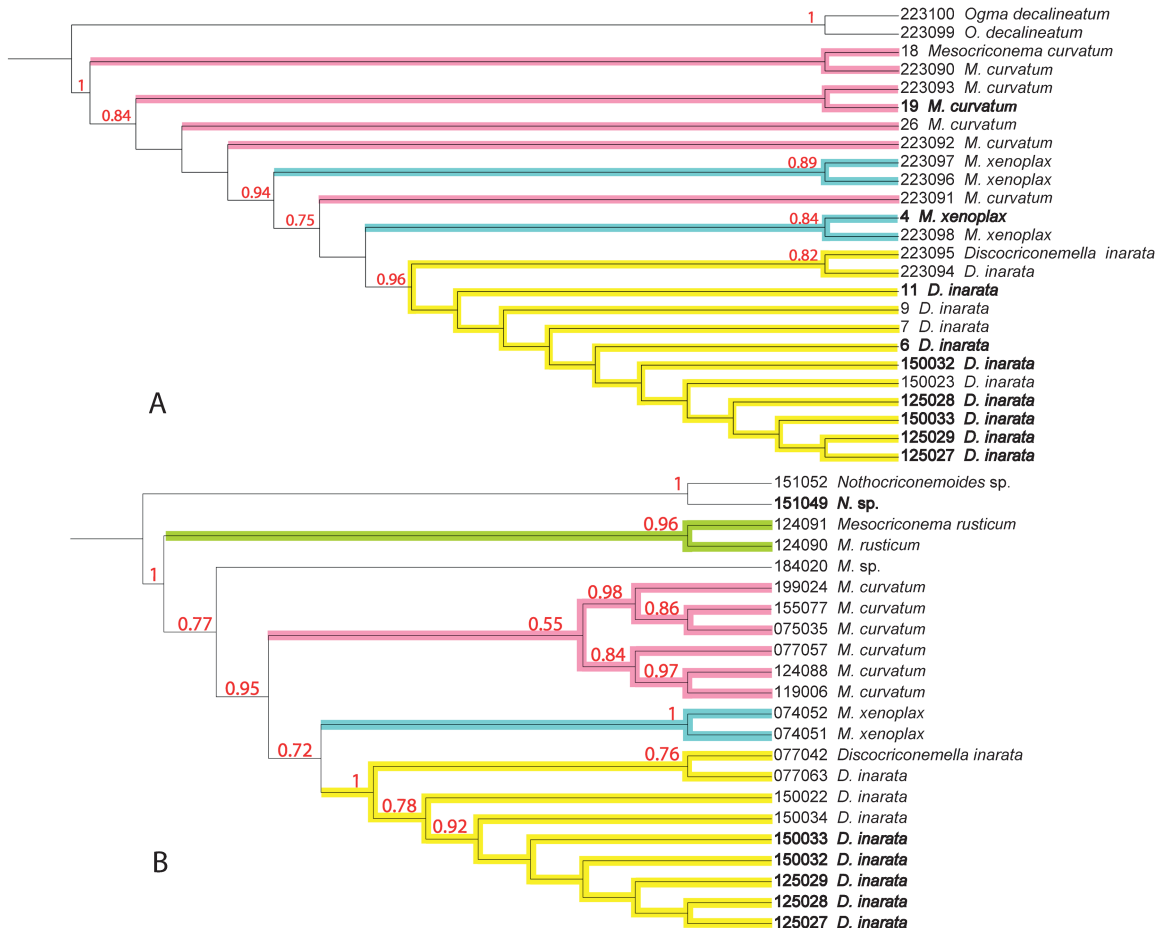 1
223100 Ogma decalineatum
223099 O. decalineatum
18 Mesocriconema curvatum
1
223090 M. curvatum
223093 M. curvatum
0.84
19 M. curvatum
26 M. curvatum
223092 M. curvatum
0.89
223097 M. xenoplax
223096 M. xenoplax
0.94
223091 M. curvatum
0.75
0.84
4 M. xenoplax
223098 M. xenoplax
0.82
223095 Discocriconemella inarata
223094 D. inarata
0.96
11 D. inarata
9 D. inarata
7 D. inarata
6 D. inarata
150032 D. inarata
150023 D. inarata
A
125028 D. inarata
150033 D. inarata
125029 D. inarata
125027 D. inarata
1
151052 Nothocriconemoides sp.
151049 N. sp.
0.96
124091 Mesocriconema rusticum
124090 M. rusticum
1
184020 M. sp.
0.98
199024 M. curvatum
0.86
155077 M. curvatum
0.77
0.55
075035 M. curvatum
0.84
077057 M. curvatum
0.97
124088 M. curvatum
0.95
119006 M. curvatum
1
074052 M. xenoplax
074051 M. xenoplax
0.72
0.76
077042 Discocriconemella inarata
077063 D. inarata
1
150022 D. inarata
0.78
150034 D. inarata
0.92
150033 D. inarata
B
150032 D. inarata
125029 D. inarata
125028 D. inarata
125027 D. inarata